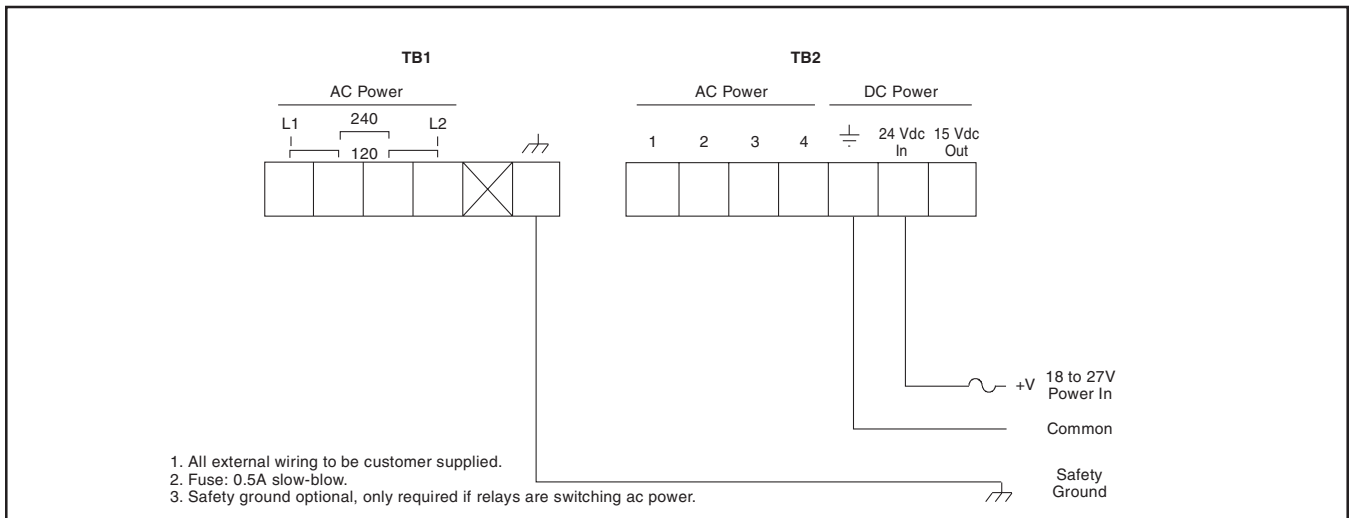 TB1
AC Power
L1
240
L2
120
TB2
AC Power
DC Power
1
2
3
4
24 Vdc
In
15 Vdc
Out
+V
18 to 27V
Power In
Common
Safety
Ground
1. All external wiring to be customer supplied.
2. Fuse: 0.5A slow-blow.
3. Safety ground optional, only required if relays are switching ac power.